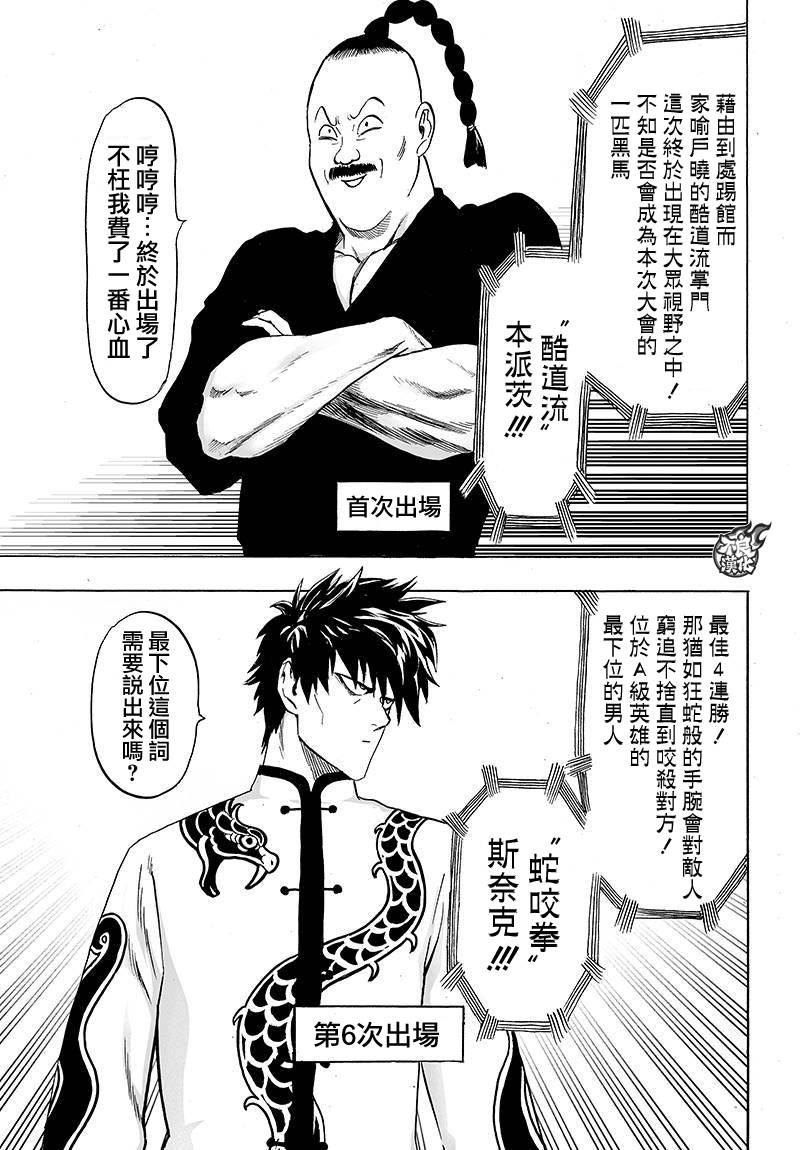 藉由到處踢館而
家喻戶曉的酷道流掌門
這次終於出現在大眾視野之中！
不知是否會成為本次大會的
一匹黑馬
“酷道流”
本派茨!!!
哼哼哼…終於出場了
不枉我費了一番心血
首次出場
漢化
最佳4連勝！
那猶如狂蛇般的手腕會對敵人
窮追不捨直到咬殺對方！
位於A級英雄的
最下位的男人
“蛇咬拳”
斯奈克!!!
最下位這個詞
需要說出來嗎？
第6次出場